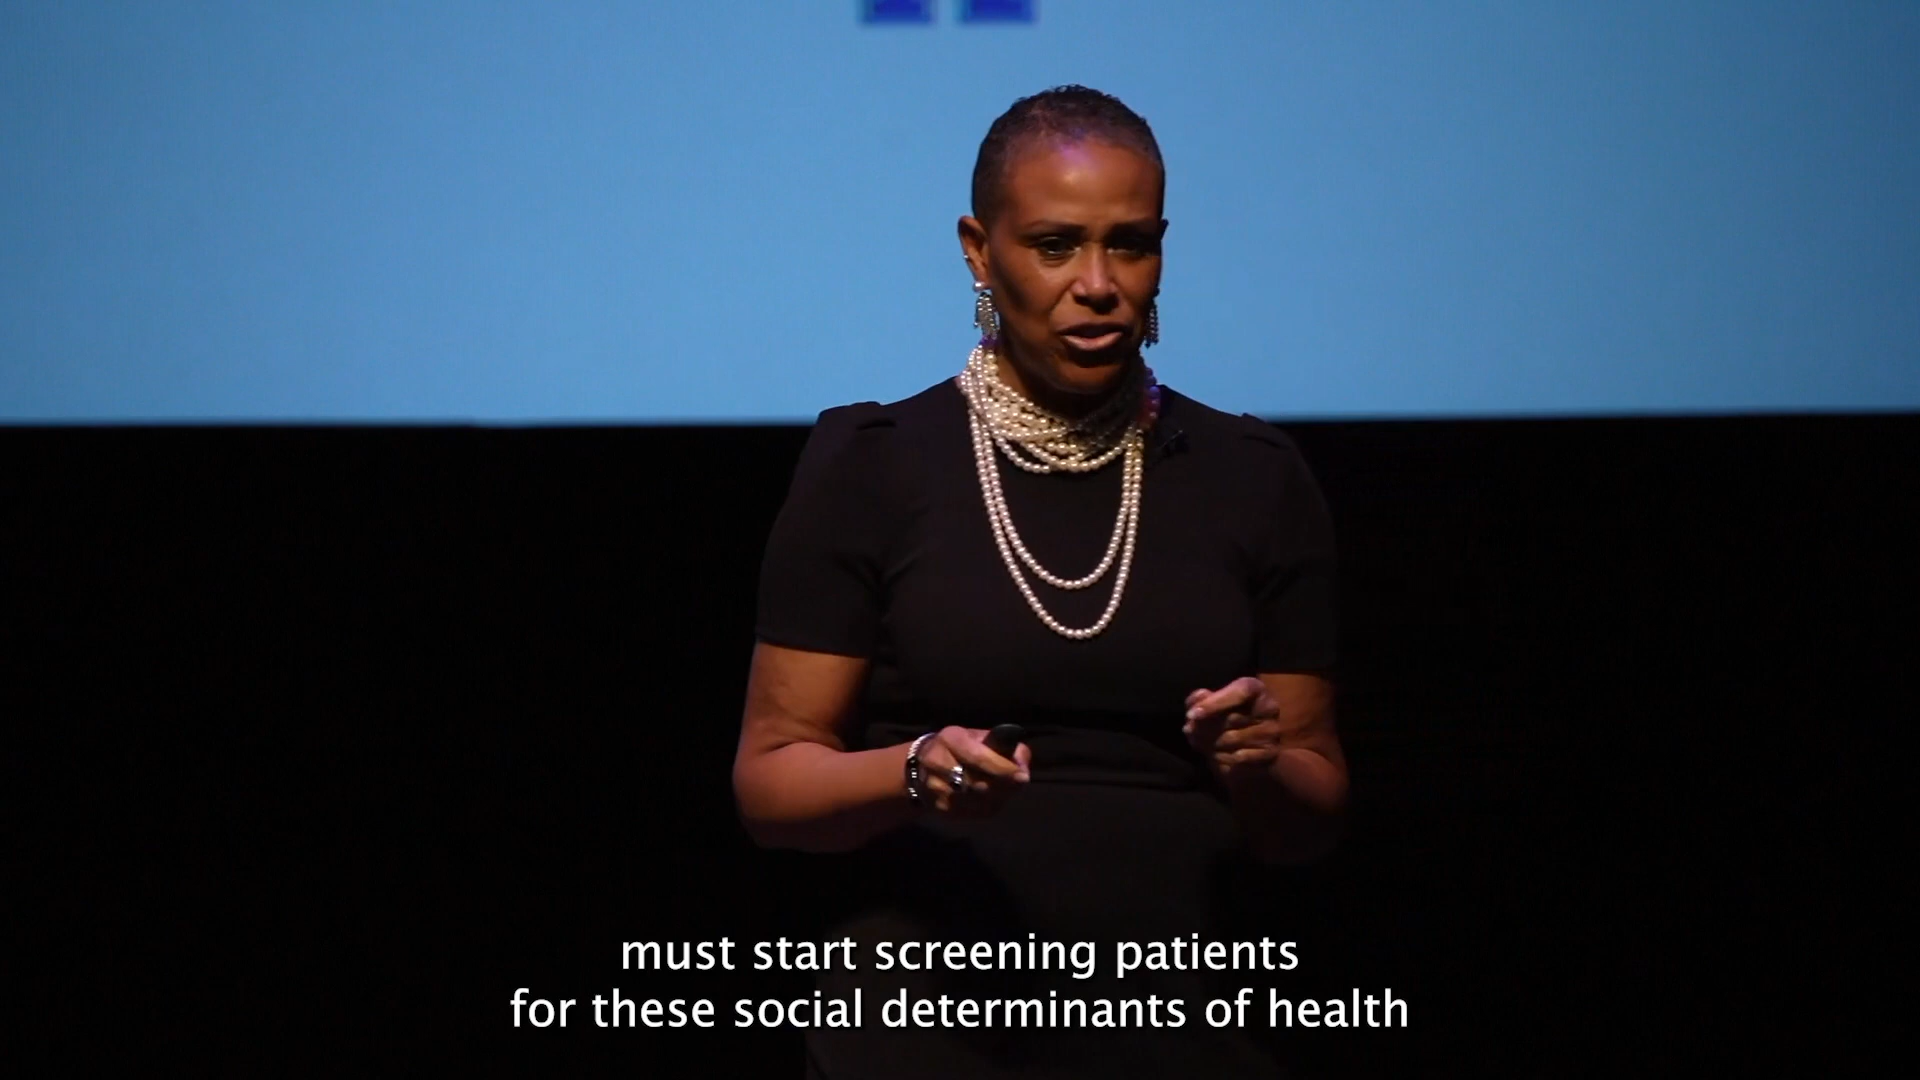 must start screening patients
for these social determinants of health